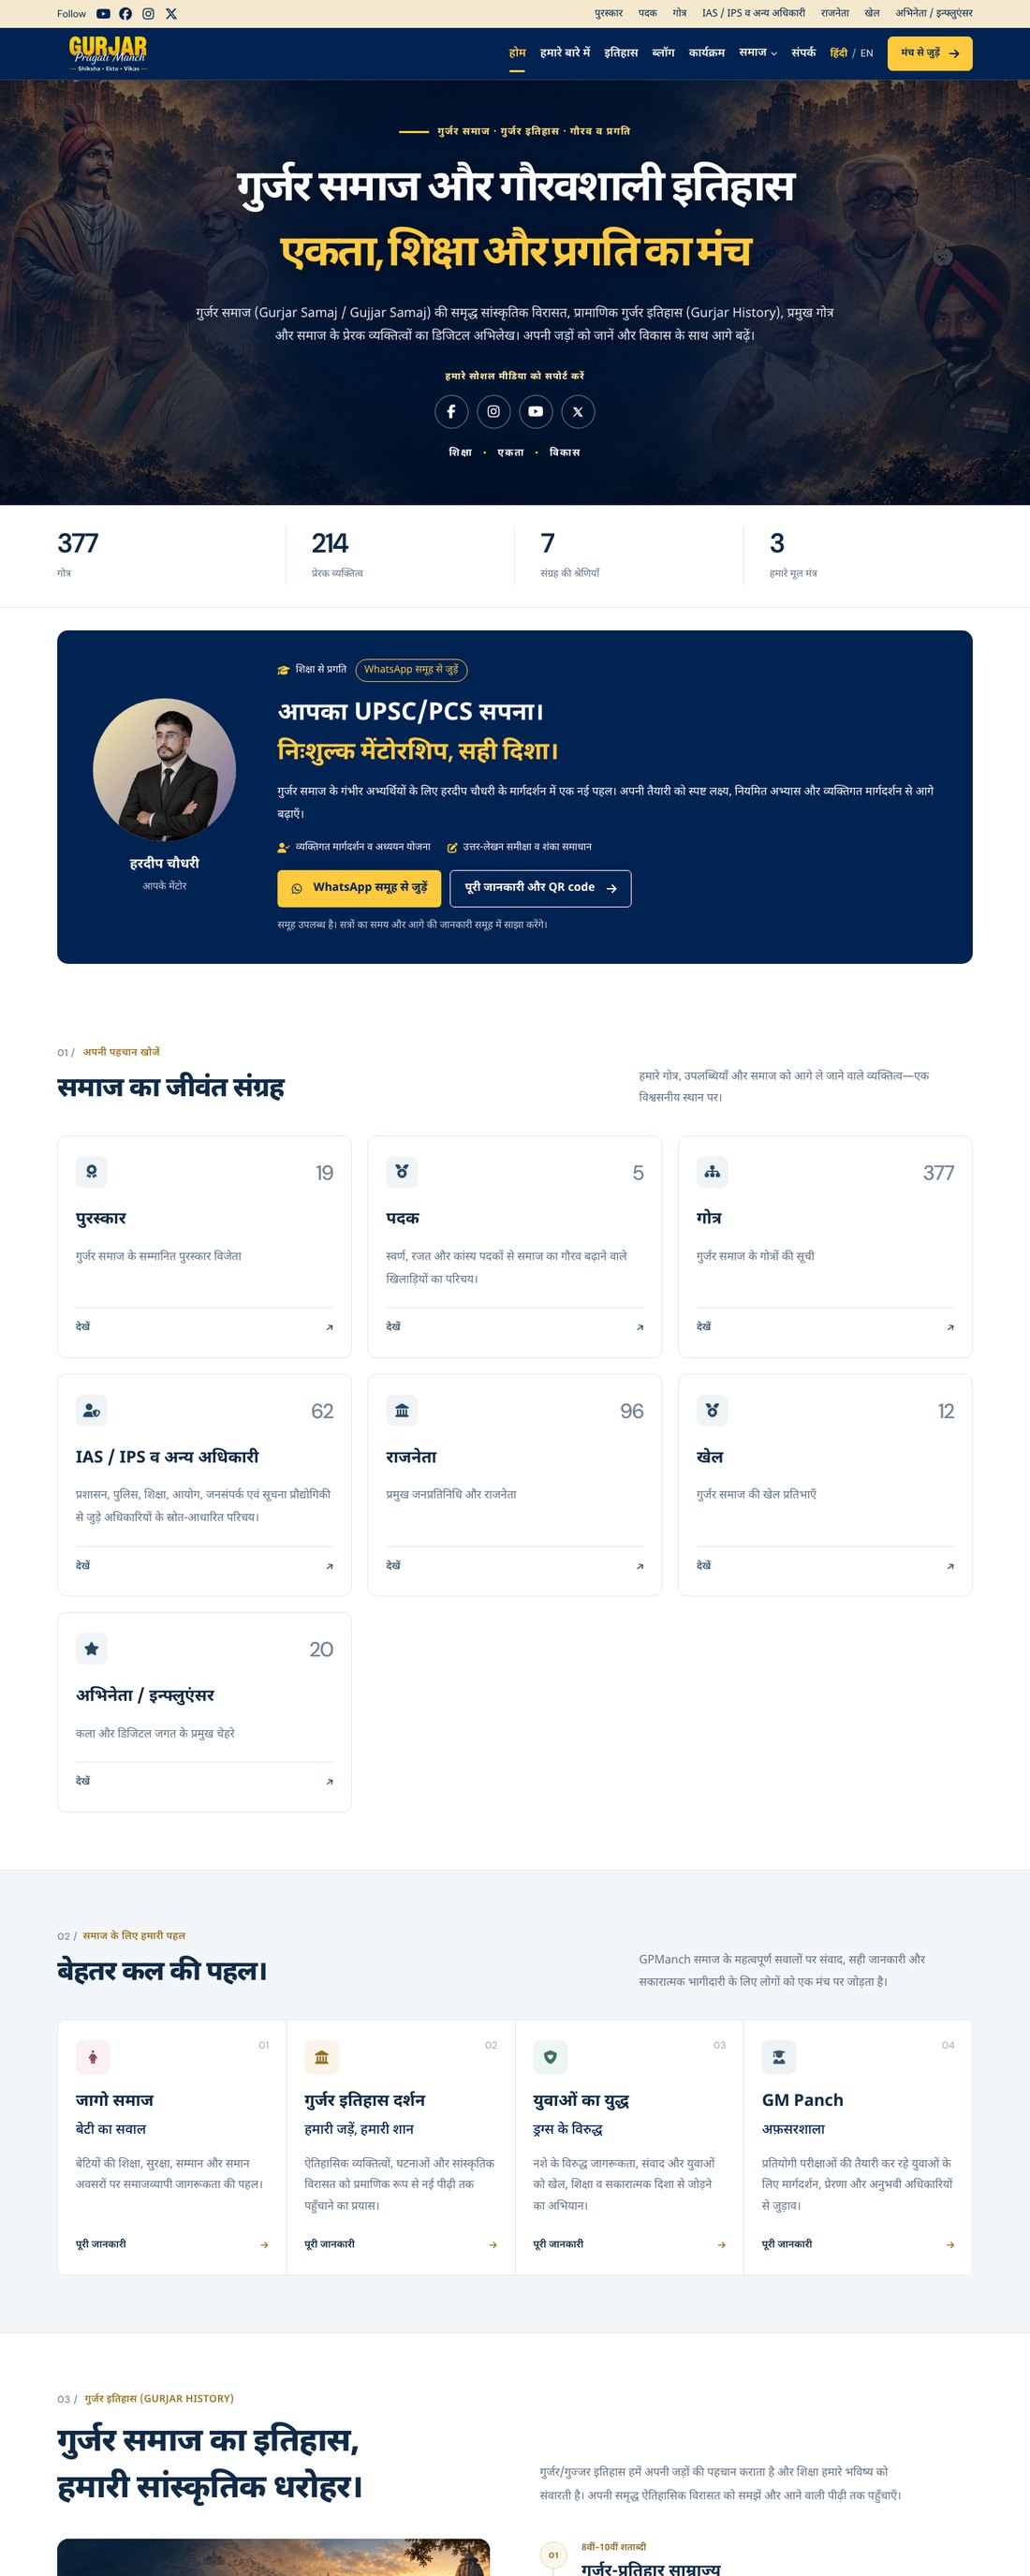 Follow
पुरस्कार पदक गोत्र IAS / IPS व अन्य अधिकारी राजनेता खेल अभिनेता / इन्फ्लुएंसर
GURJAR
Pragati Manch
Shiksha • Ekta • Vikas
होम हमारे बारे में इतिहास ब्लॉग कार्यक्रम समाज संपर्क हिंदी / EN मंच से जुड़ें →
गुर्जर समाज · गुर्जर इतिहास · गौरव व प्रगति
गुर्जर समाज और गौरवशाली इतिहास
एकता, शिक्षा और प्रगति का मंच
गुर्जर समाज (Gurjar Samaj / Gujjar Samaj) की समृद्ध सांस्कृतिक विरासत, प्रामाणिक गुर्जर इतिहास (Gurjar History), प्रमुख गोत्र
और समाज के प्रेरक व्यक्तित्वों का डिजिटल अभिलेख। अपनी जड़ों को जानें और विकास के साथ आगे बढ़ें।
हमारे सोशल मीडिया को सपोर्ट करें
शिक्षा • एकता • विकास
377 214 7 3
गोत्र प्रेरक व्यक्तित्व संग्रह की श्रेणियाँ हमारे मूल मंत्र
शिक्षा से प्रगति WhatsApp समूह से जुड़ें
आपका UPSC/PCS सपना।
निःशुल्क मेंटोरशिप, सही दिशा।
गुर्जर समाज के गंभीर अभ्यर्थियों के लिए हरदीप चौधरी के मार्गदर्शन में एक नई पहल। अपनी तैयारी को स्पष्ट लक्ष्य, नियमित अभ्यास और व्यक्तिगत मार्गदर्शन से आगे
बढ़ाएँ।
व्यक्तिगत मार्गदर्शन व अध्ययन योजना उत्तर-लेखन समीक्षा व शंका समाधान
हरदीप चौधरी
आपके मेंटोर
WhatsApp समूह से जुड़ें पूरी जानकारी और QR code →
समूह उपलब्ध है। सत्रों का समय और आगे की जानकारी समूह में साझा करेंगे।
01 / अपनी पहचान खोजें
समाज का जीवंत संग्रह
हमारे गोत्र, उपलब्धियाँ और समाज को आगे ले जाने वाले व्यक्तित्व—एक
विश्वसनीय स्थान पर।
19
पुरस्कार
गुर्जर समाज के सम्मानित पुरस्कार विजेता
देखें
5
पदक
स्वर्ण, रजत और कांस्य पदकों से समाज का गौरव बढ़ाने वाले
खिलाड़ियों का परिचय।
देखें
377
गोत्र
गुर्जर समाज के गोत्रों की सूची
देखें
62
IAS / IPS व अन्य अधिकारी
प्रशासन, पुलिस, शिक्षा, आयोग, जनसंपर्क एवं सूचना प्रौद्योगिकी
से जुड़े अधिकारियों के स्रोत-आधारित परिचय।
देखें
96
राजनेता
प्रमुख जनप्रतिनिधि और राजनेता
देखें
12
खेल
गुर्जर समाज की खेल प्रतिभाएँ
देखें
20
अभिनेता / इन्फ्लुएंसर
कला और डिजिटल जगत के प्रमुख चेहरे
देखें
02 / समाज के लिए हमारी पहल
बेहतर कल की पहल।
GPManch समाज के महत्वपूर्ण सवालों पर संवाद, सही जानकारी और
सकारात्मक भागीदारी के लिए लोगों को एक मंच पर जोड़ता है।
01
जागो समाज
बेटी का सवाल
बेटियों की शिक्षा, सुरक्षा, सम्मान और समान
अवसरों पर समाजव्यापी जागरूकता की पहल।
पूरी जानकारी →
02
गुर्जर इतिहास दर्शन
हमारी जड़ें, हमारी शान
ऐतिहासिक व्यक्तित्वों, घटनाओं और सांस्कृतिक
विरासत को प्रमाणिक रूप से नई पीढ़ी तक
पहुँचाने का प्रयास।
पूरी जानकारी →
03
युवाओं का युद्ध
ड्रग्स के विरुद्ध
नशे के विरुद्ध जागरूकता, संवाद और युवाओं
को खेल, शिक्षा व सकारात्मक दिशा से जोड़ने
का अभियान।
पूरी जानकारी →
04
GM Panch
अफ़सरशाला
प्रतियोगी परीक्षाओं की तैयारी कर रहे युवाओं के
लिए मार्गदर्शन, प्रेरणा और अनुभवी अधिकारियों
से जुड़ाव।
पूरी जानकारी →
03 / गुर्जर इतिहास (GURJAR HISTORY)
गुर्जर समाज का इतिहास,
हमारी सांस्कृतिक धरोहर।
गुर्जर/गुज्जर इतिहास हमें अपनी जड़ों की पहचान कराता है और शिक्षा हमारे भविष्य को
संवारती है। अपनी समृद्ध ऐतिहासिक विरासत को समझें और आने वाली पीढ़ी तक पहुँचाएँ।
01
8वीं–10वीं शताब्दी
गुर्जर-प्रतिहार साम्राज्य